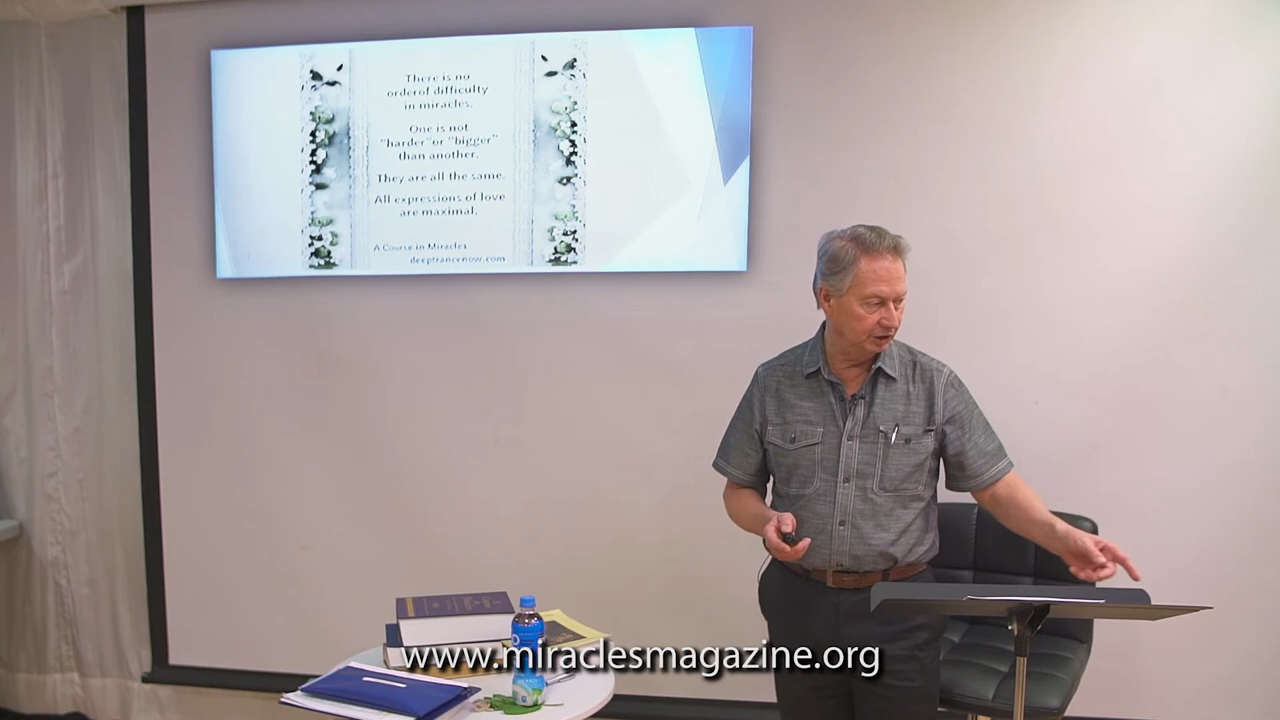 There is no
orderof difficulty
in miracles.
One is not
"harder"or "bigger"
than another.
They are all the same.
All expressions of love
are maximal.
A Course in Miracles
deeptrancenow.com
www.miraclesmagazine.org